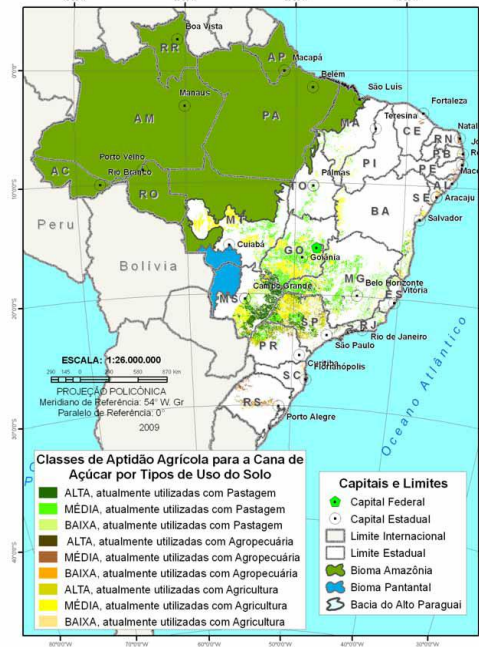 Boa Vista
RR
AP
Macapá
0°0'0"
Belém
São Luis
Manaus
Fortaleza
AM
PA
MA
Teresina
CE
RN
Natal
PB
Porto Velho
PI
PE
AC
Rio Branco
Palmas
AL
RO
TO
SE
Aracaju
BA
Salvador
Peru
MT
Cuiabá
GO
Goiânia
Bolívia
MG
Campo Grande
Belo Horizonte
MS
ES
Vitória
SP
RJ
Rio de Janeiro
São Paulo
PR
Curitiba
Florianópolis
SC
RS
Porto Alegre
Oceano Atlântico
ESCALA: 1:26.000.000
PROJEÇÃO POLICÔNICA
Meridiano de Referência: 54° W. Gr
Paralelo de Referência: 0°
2009
Classes de Aptidão Agrícola para a Cana de
Açúcar por Tipos de Uso do Solo
ALTA, atualmente utilizadas com Pastagem
MÉDIA, atualmente utilizadas com Pastagem
BAIXA, atualmente utilizadas com Pastagem
ALTA, atualmente utilizadas com Agropecuária
MÉDIA, atualmente utilizadas com Agropecuária
BAIXA, atualmente utilizadas com Agropecuária
ALTA, atualmente utilizadas com Agricultura
MÉDIA, atualmente utilizadas com Agricultura
BAIXA, atualmente utilizadas com Agricultura
Capitais e Limites
Capital Federal
Capital Estadual
Limite Internacional
Limite Estadual
Bioma Amazônia
Bioma Pantantal
Bacia do Alto Paraguai